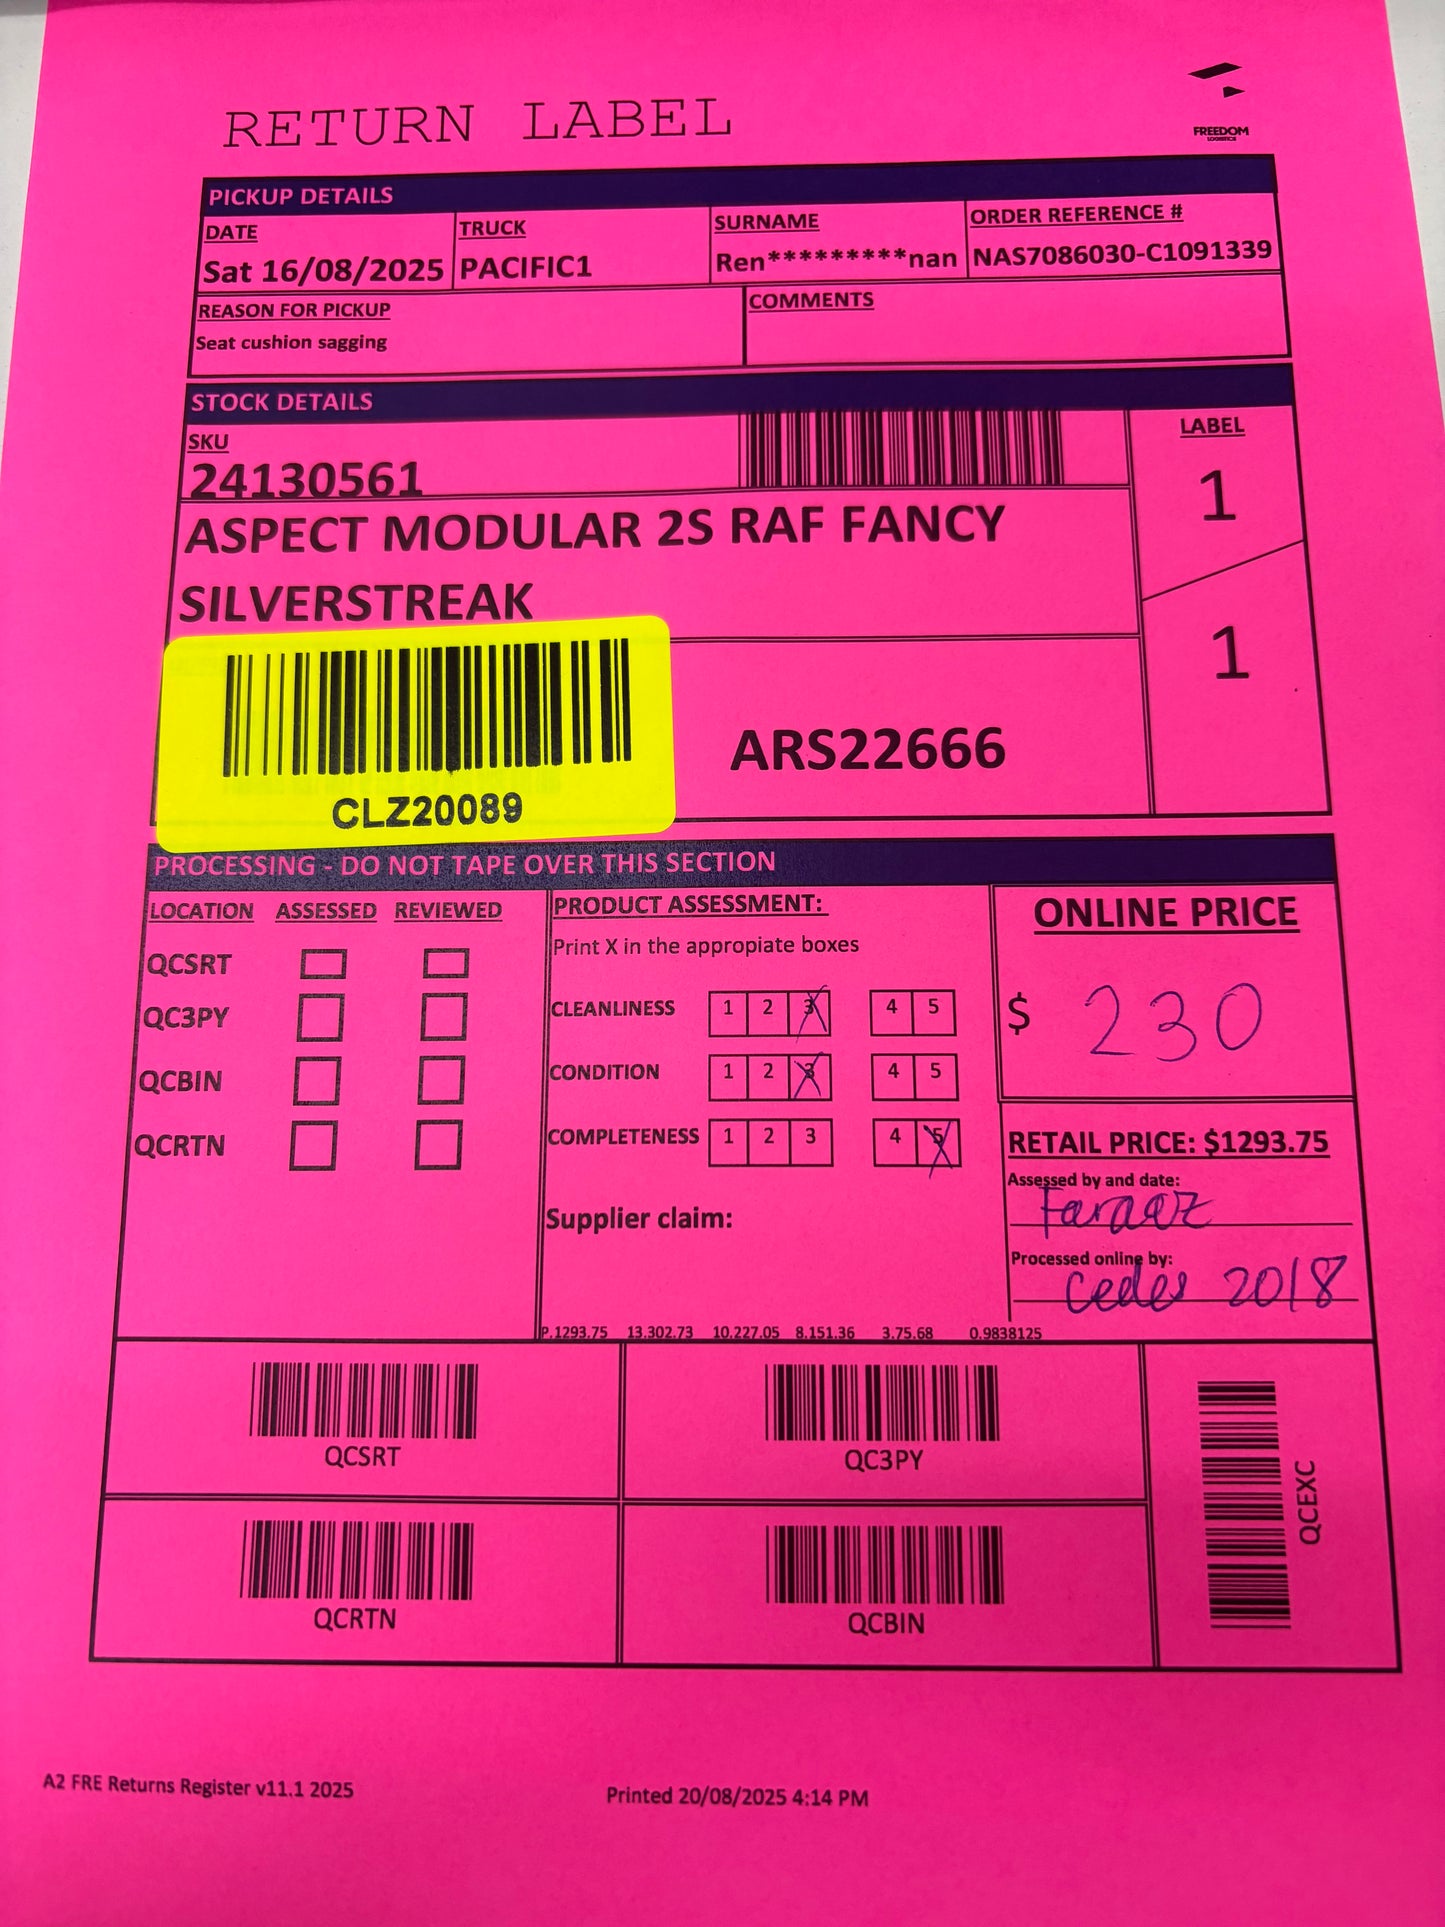 RETURN LABEL
FREEDOM
LOGISTICS
PICKUP DETAILS
DATE TRUCK SURNAME ORDER REFERENCE #
Sat 16/08/2025 PACIFIC1 Ren*********nan NAS7086030-C1091339
REASON FOR PICKUP COMMENTS
Seat cushion sagging
STOCK DETAILS
SKU LABEL
24130561 1
ASPECT MODULAR 2S RAF FANCY
SILVERSTREAK
1
ARS22666
CLZ20089
PROCESSING - DO NOT TAPE OVER THIS SECTION
LOCATION ASSESSED REVIEWED
QCSRT
QC3PY
QCBIN
QCRTN
PRODUCT ASSESSMENT:
Print X in the appropiate boxes
CLEANLINESS 1 2 3 4 5
CONDITION 1 2 3 4 5
COMPLETENESS 1 2 3 4 5
Supplier claim:
ONLINE PRICE
$ 230
RETAIL PRICE: $1293.75
Assessed by and date:
Faraaz
Processed online by:
2018
P.1293.75 13.302.73 10.227.05 8.151.36 3.75.68 0.9838125
QCSRT
QC3PY
QCRTN
QCBIN
QCEXC
A2 FRE Returns Register v11.1 2025
Printed 20/08/2025 4:14 PM